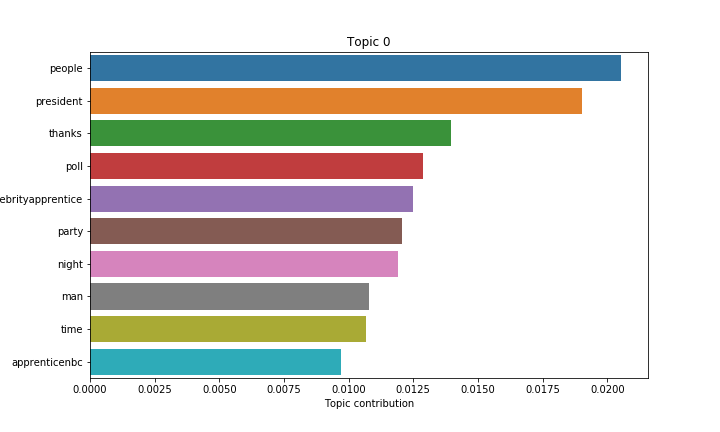 Topic 0
people
president
thanks
poll
ebrityapprentice
party
night
man
time
apprenticenbc
0.0000 0.0025 0.0050 0.0075 0.0100 0.0125 0.0150 0.0175 0.0200
Topic contribution